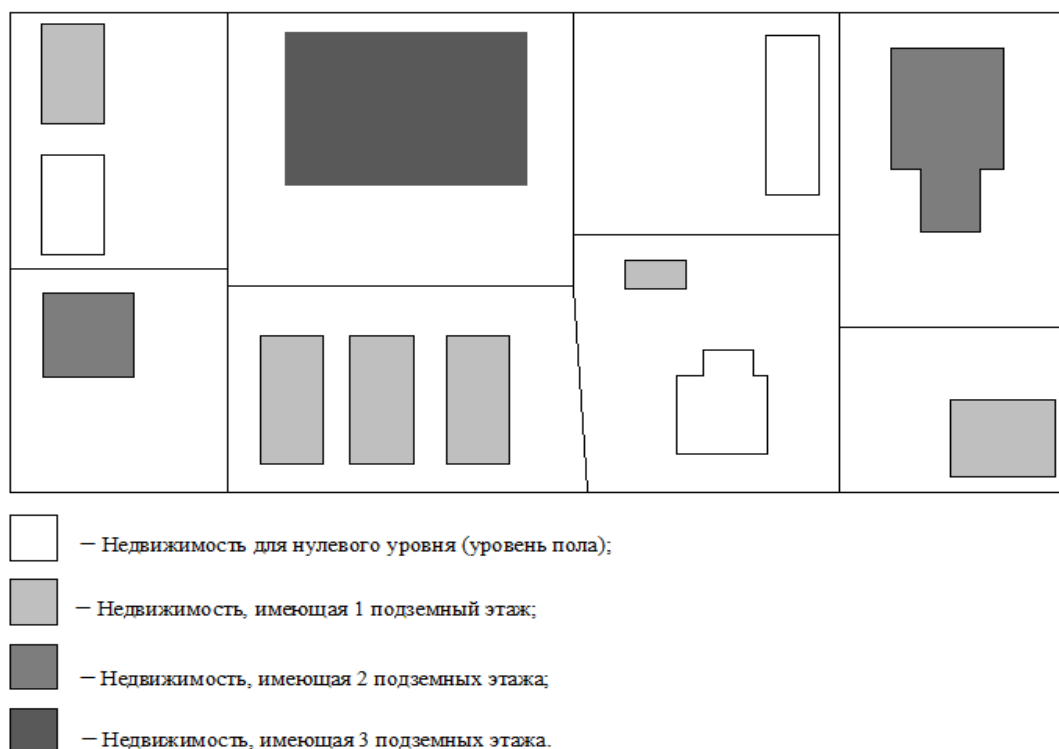 — Недвижимость для нулевого уровня (уровень пола);
— Недвижимость, имеющая 1 подземный этаж;
— Недвижимость, имеющая 2 подземных этажа;
— Недвижимость, имеющая 3 подземных этажа.